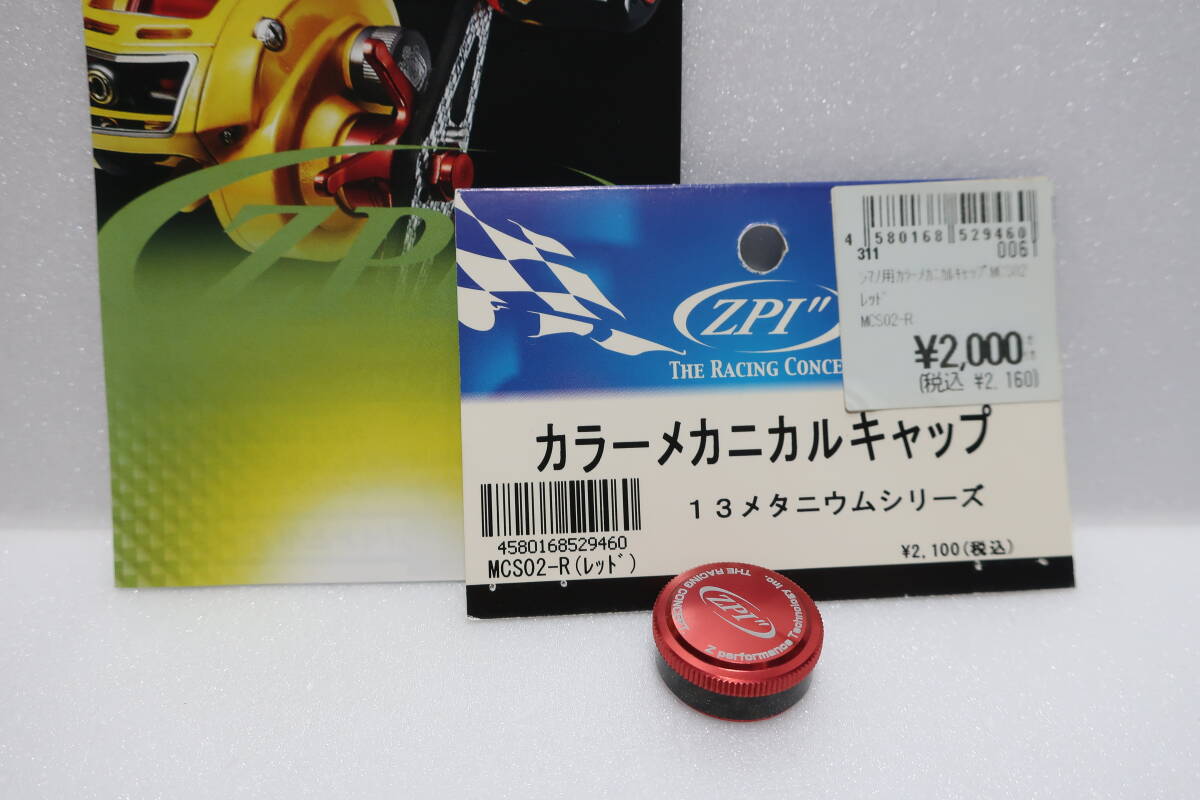 ZPI
ZPI"
THE RACING CONCE
4 580168 529460
311 0061
シマノ用カラーメカニカルキャップ MCS02
レッド
MCS02-R
¥2,000
(税込 ¥2,160)
カラーメカニカルキャップ
13メタニウムシリーズ
4580168529460
MCS02-R(レッド)
¥2,100(税込)
ZPI"
THE RACING CONCEPT
Z performance Technology Inc.